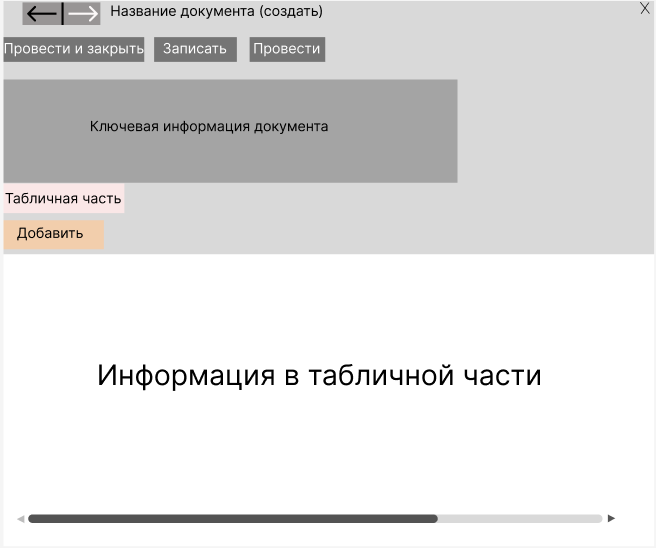 Название документа (создать)
X
Провести и закрыть
Записать
Провести
Ключевая информация документа
Табличная часть
Добавить
Информация в табличной части